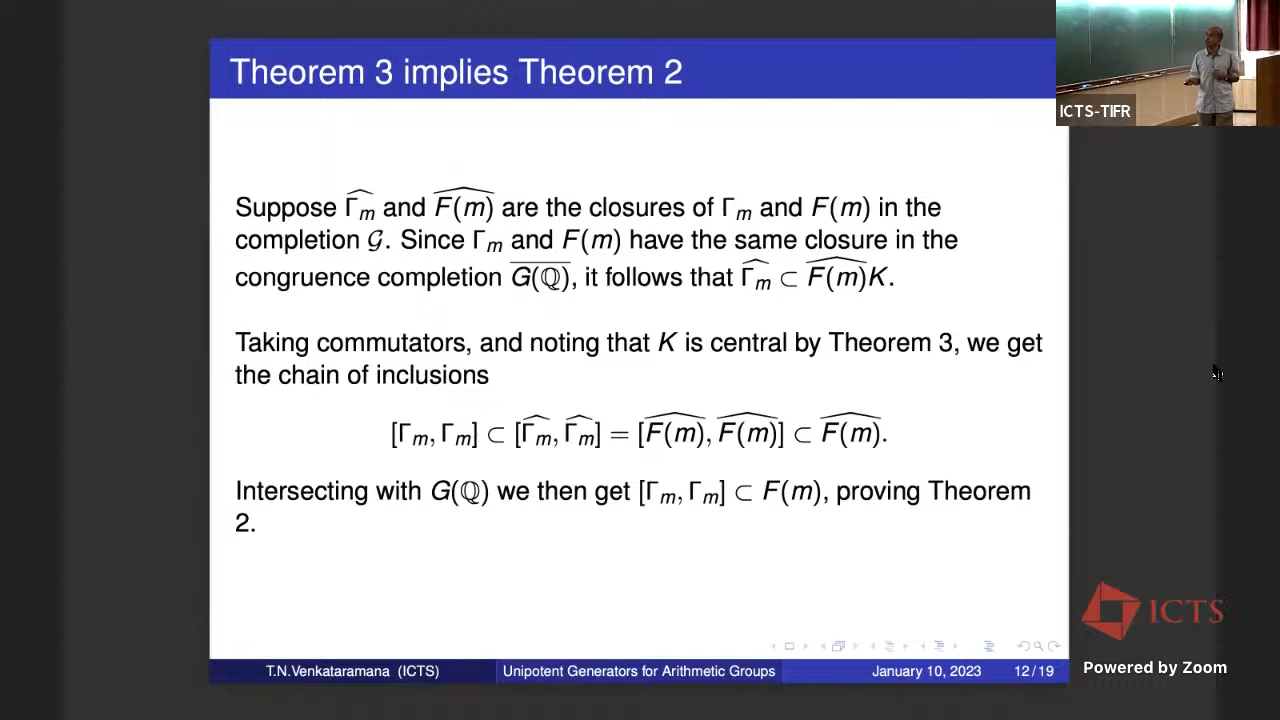 Theorem 3 implies Theorem 2
ICTS-TIFR
Suppose $\widehat{\Gamma_m}$ and $\widehat{F(m)}$ are the closures of $\Gamma_m$ and $F(m)$ in the
completion $\mathcal{G}$. Since $\Gamma_m$ and $F(m)$ have the same closure in the
congruence completion $\overline{G(\mathbb{Q})}$, it follows that $\widehat{\Gamma_m} \subset \widehat{F(m)}K$.
Taking commutators, and noting that $K$ is central by Theorem 3, we get
the chain of inclusions
$[\Gamma_m, \Gamma_m] \subset [\widehat{\Gamma_m}, \widehat{\Gamma_m}] = [\widehat{F(m)}, \widehat{F(m)}] \subset \widehat{F(m)}.$
Intersecting with $G(\mathbb{Q})$ we then get $[\Gamma_m, \Gamma_m] \subset F(m)$, proving Theorem
2.
ICTS
Powered by Zoom
T.N.Venkataramana (ICTS) Unipotent Generators for Arithmetic Groups January 10, 2023 12 / 19